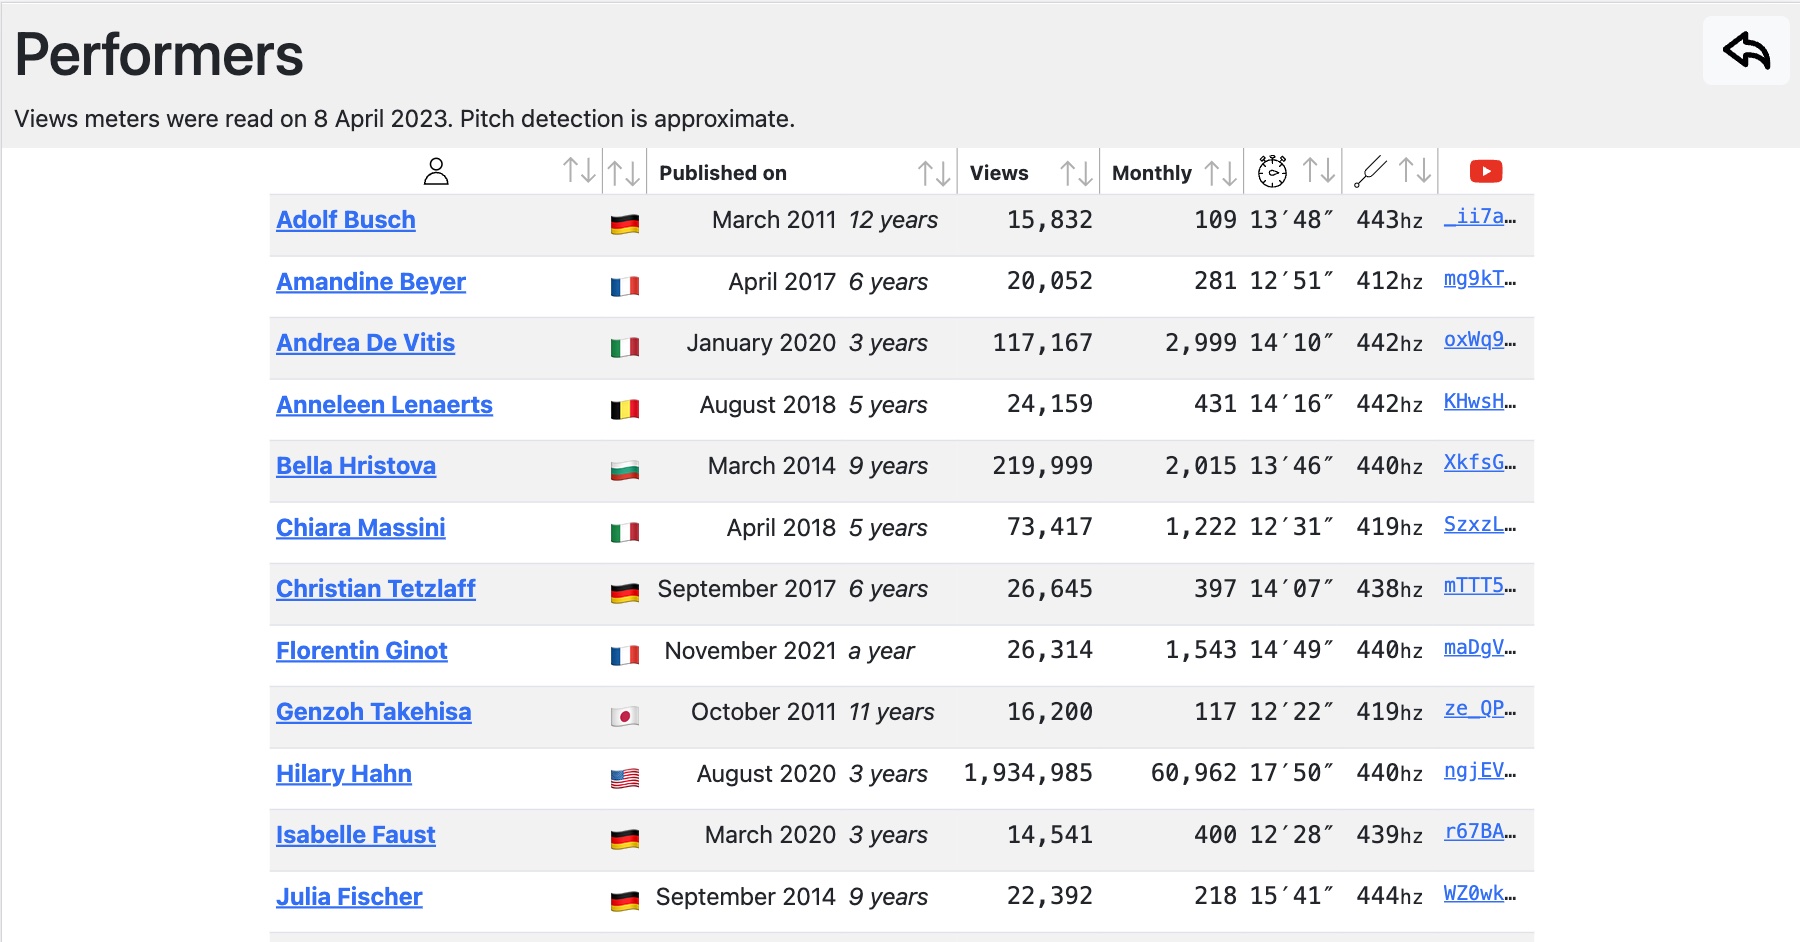 Performers
Views meters were read on 8 April 2023. Pitch detection is approximate.
Published on Views Monthly
Adolf Busch March 2011 12 years 15,832 109 13′48″ 443hz _ii7a…
Amandine Beyer April 2017 6 years 20,052 281 12′51″ 412hz mg9kT…
Andrea De Vitis January 2020 3 years 117,167 2,999 14′10″ 442hz oxWq9…
Anneleen Lenaerts August 2018 5 years 24,159 431 14′16″ 442hz KHwsH…
Bella Hristova March 2014 9 years 219,999 2,015 13′46″ 440hz XkfsG…
Chiara Massini April 2018 5 years 73,417 1,222 12′31″ 419hz SzxzL…
Christian Tetzlaff September 2017 6 years 26,645 397 14′07″ 438hz mTTT5…
Florentin Ginot November 2021 a year 26,314 1,543 14′49″ 440hz maDgV…
Genzoh Takehisa October 2011 11 years 16,200 117 12′22″ 419hz ze_QP…
Hilary Hahn August 2020 3 years 1,934,985 60,962 17′50″ 440hz ngjEV…
Isabelle Faust March 2020 3 years 14,541 400 12′28″ 439hz r67BA…
Julia Fischer September 2014 9 years 22,392 218 15′41″ 444hz WZ0wk…